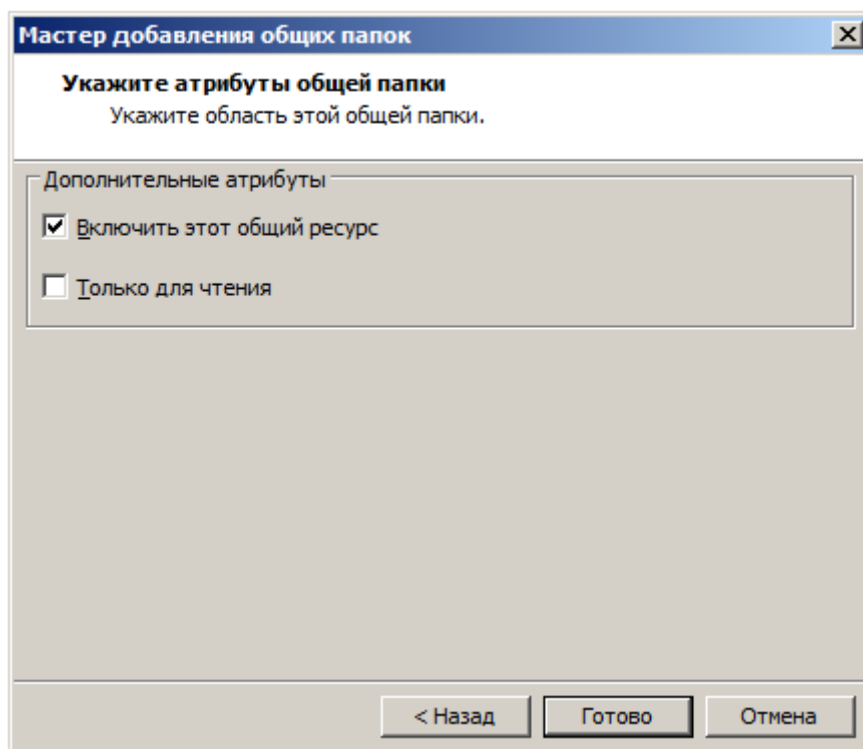 Мастер добавления общих папок
Укажите атрибуты общей папки
Укажите область этой общей папки.
Дополнительные атрибуты
Включить этот общий ресурс
Только для чтения
< Назад
Готово
Отмена